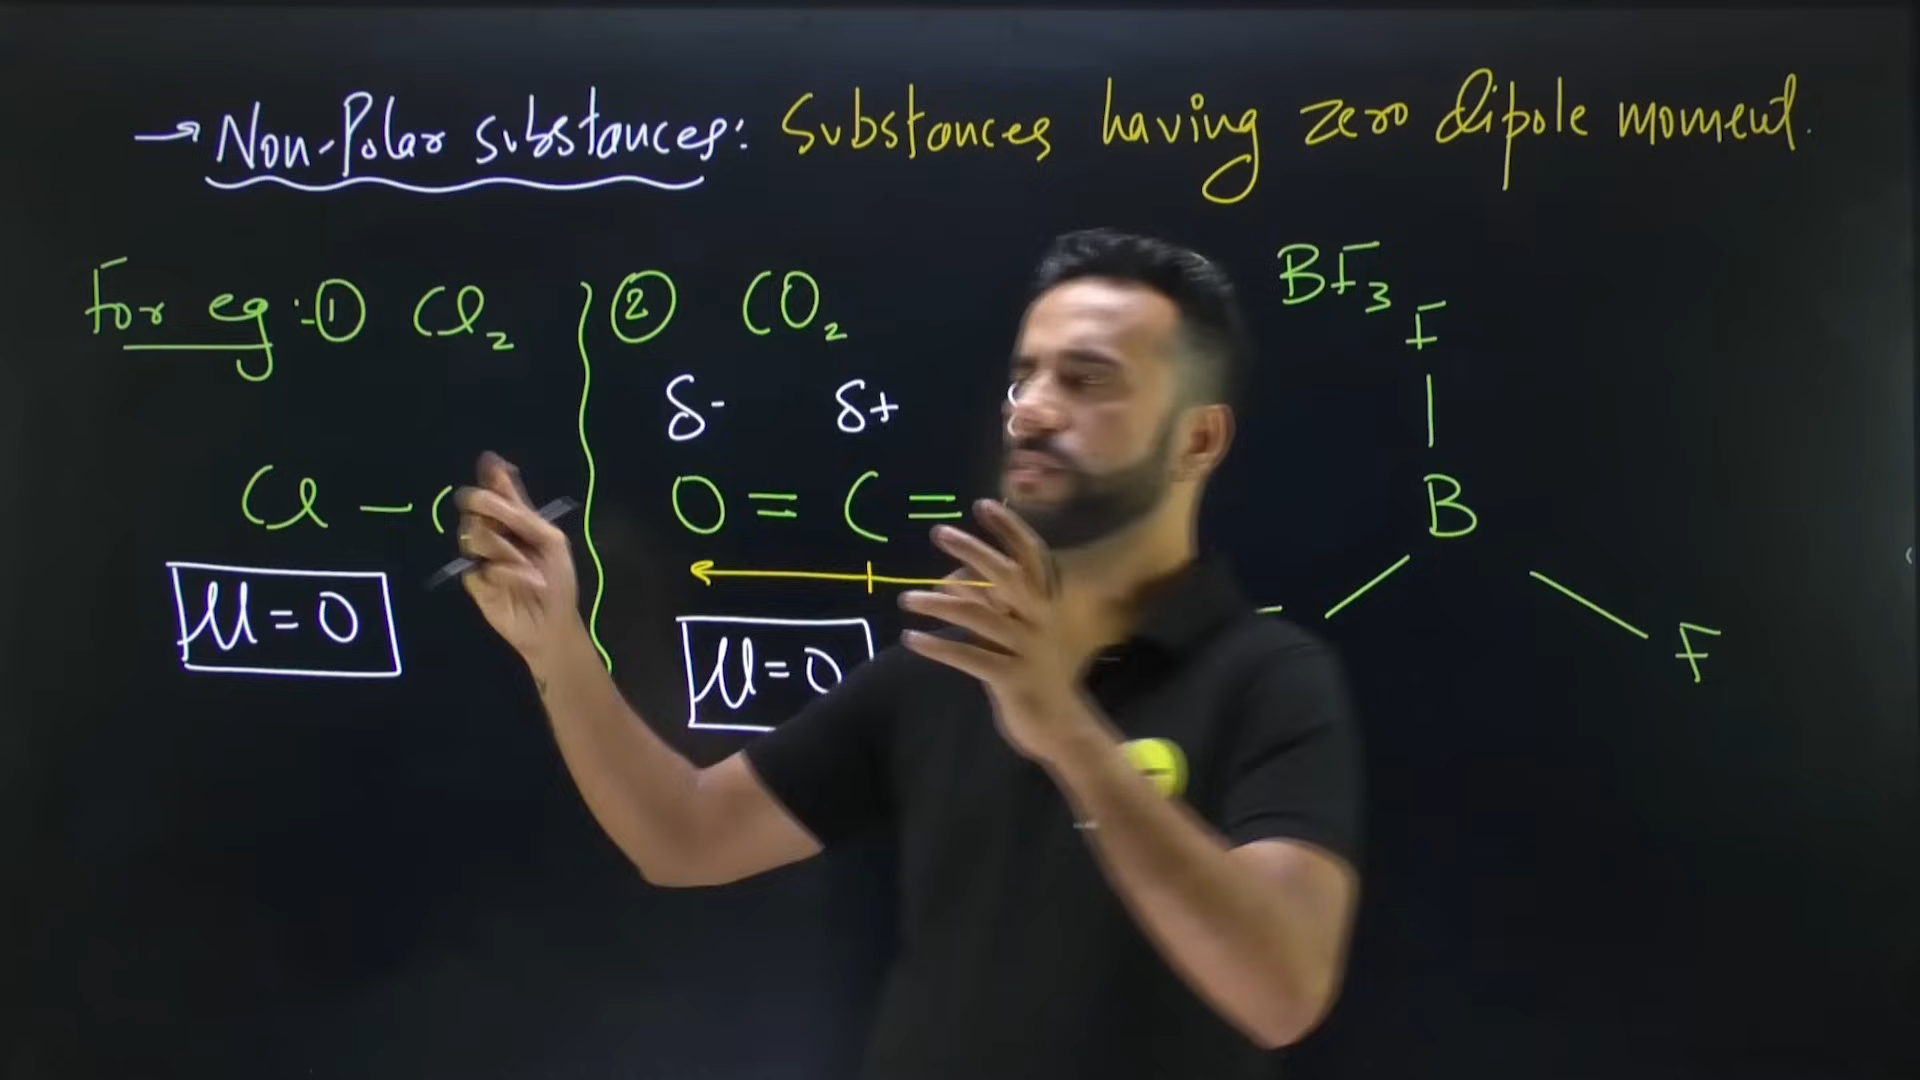 → Non-Polar substances: Substances having zero dipole moment.
For eg :- ① Cl₂
② CO₂
BF₃
δ- δ+
F
Cl –
O = C =
B
μ = 0
μ = 0
F